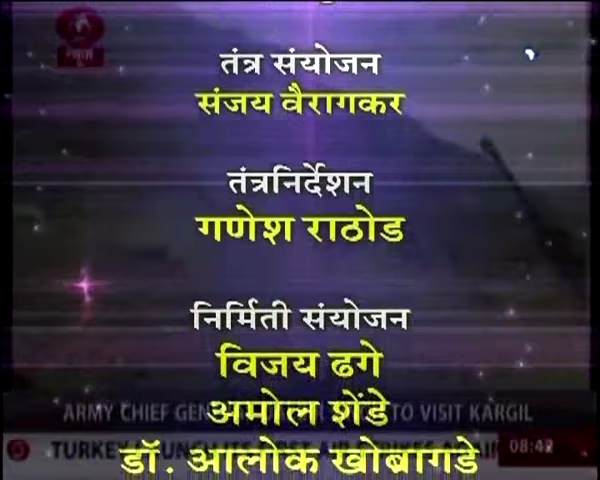 न्यूज़
तंत्र संयोजन
संजय वैरागकर
तंत्रनिर्देशन
गणेश राठोड
निर्मिती संयोजन
विजय ढगे
अमोल शेंडे
ARMY CHIEF GEN TO VISIT KARGIL
TURKEY
08:42
डॉ. आलोक खोब्रागडे